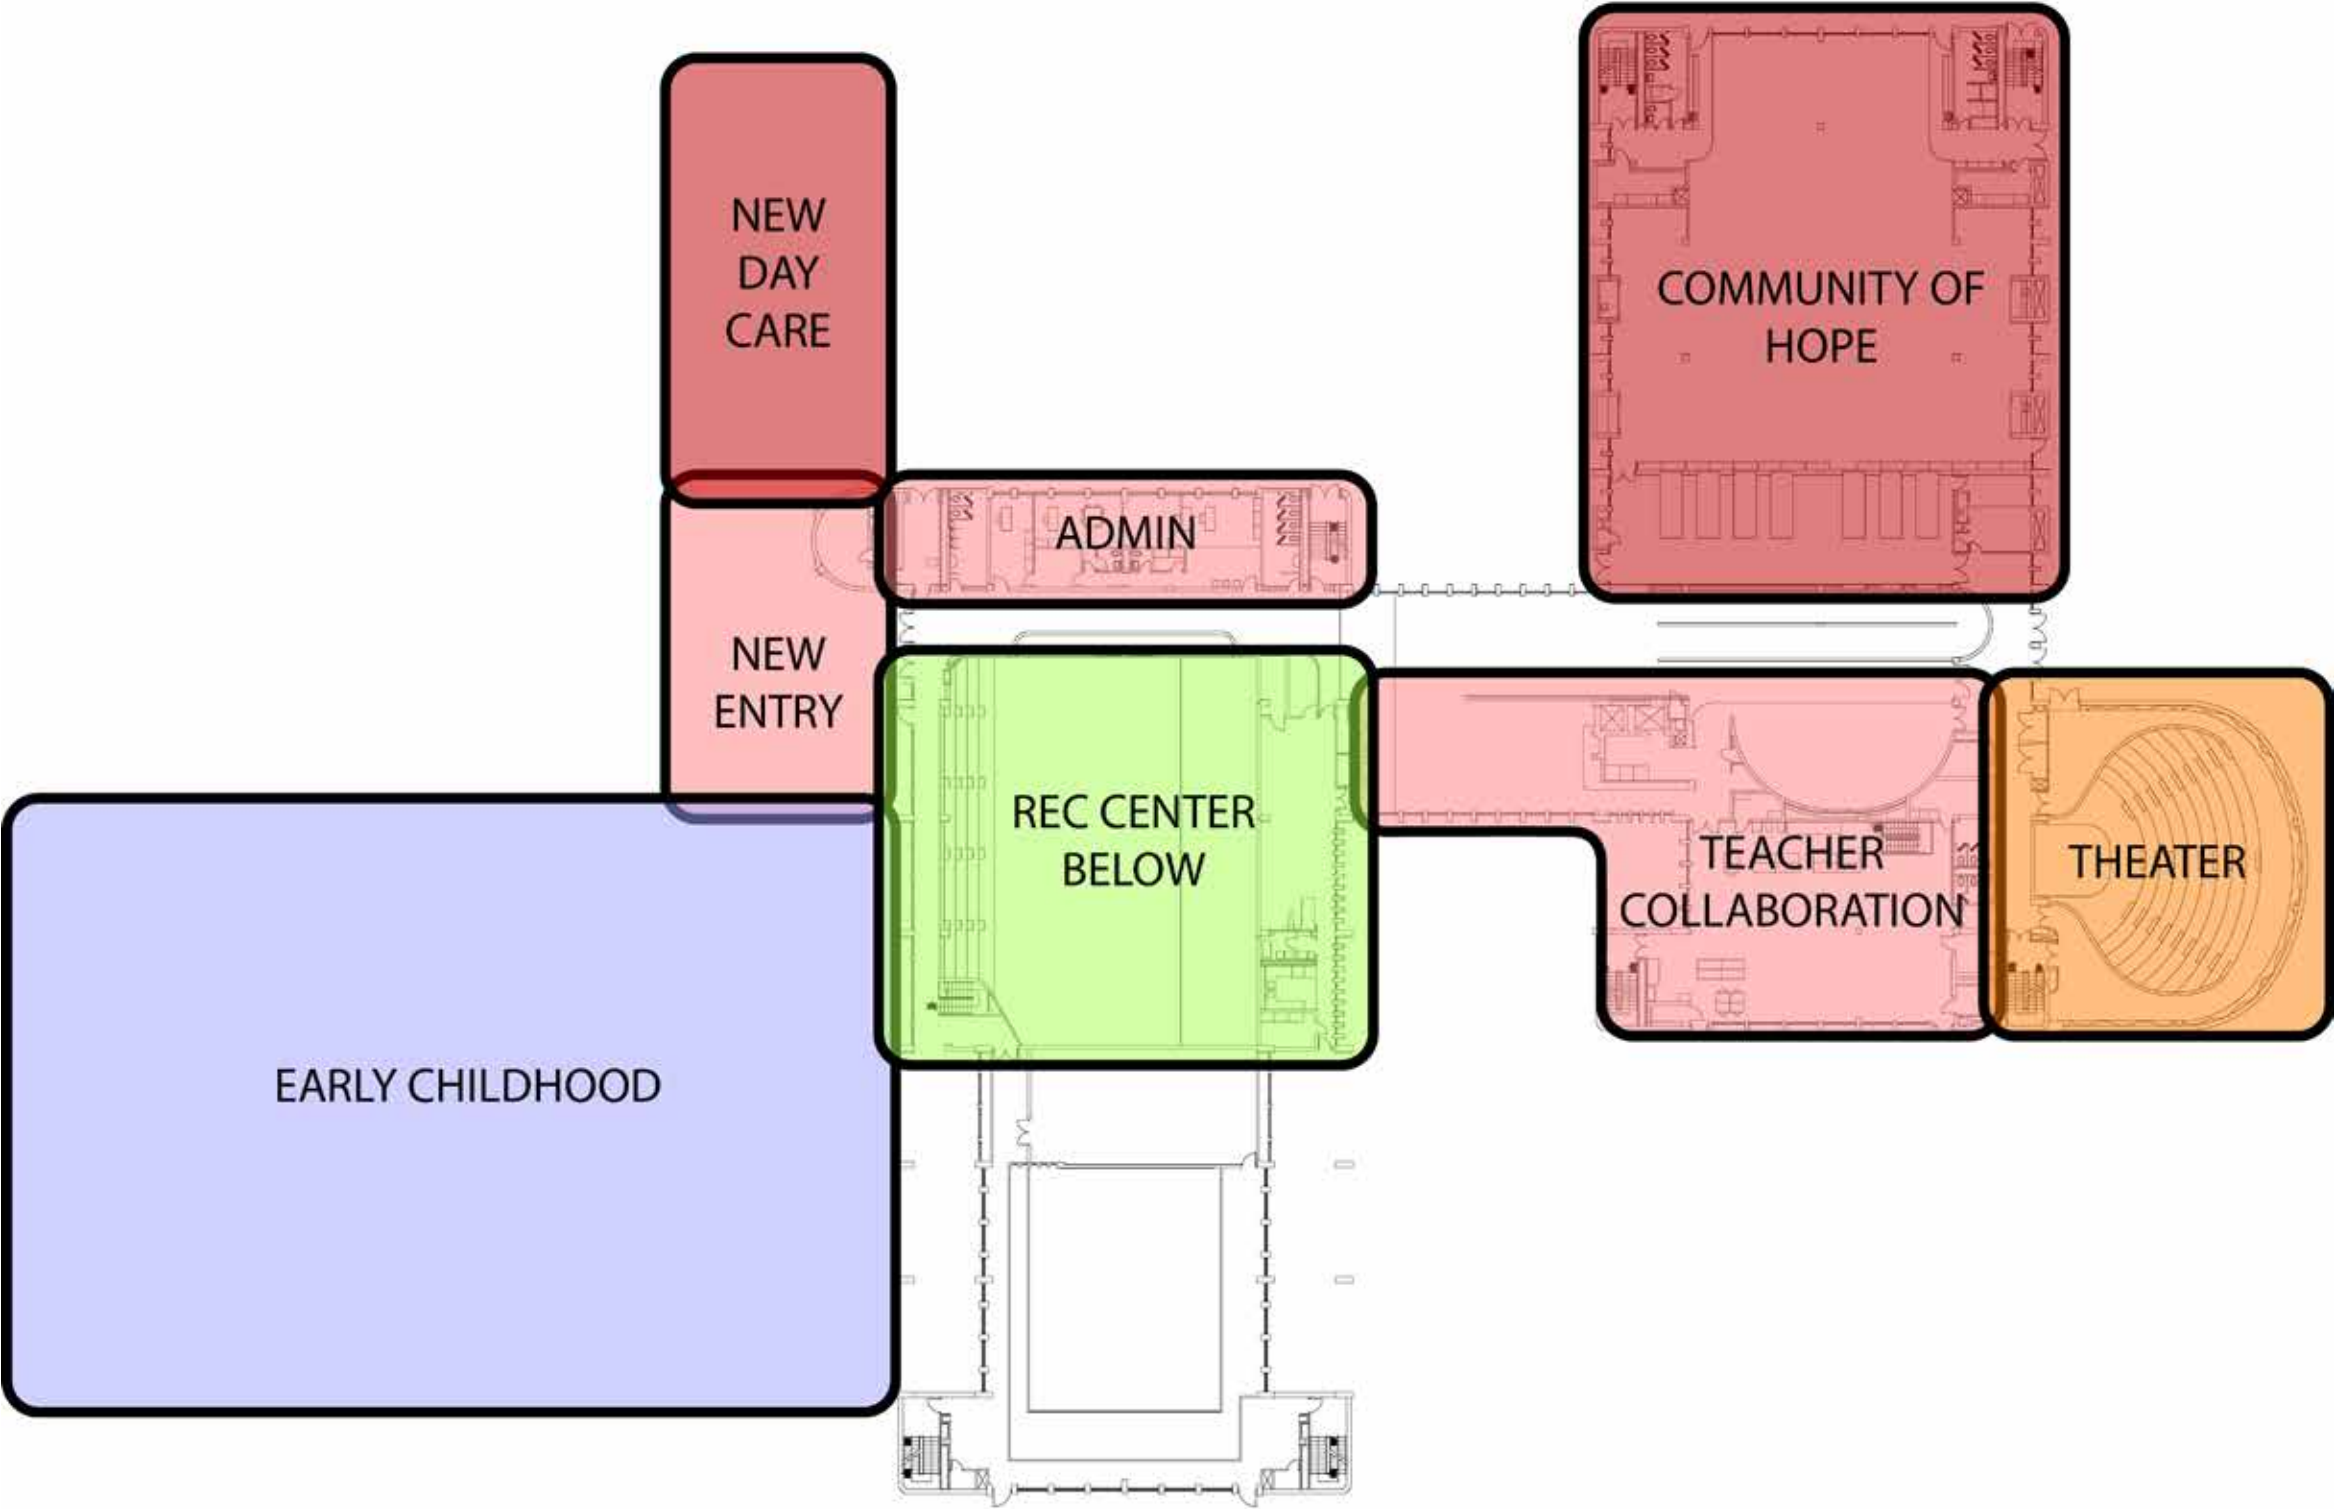 NEW
DAY
CARE
COMMUNITY OF
HOPE
ADMIN
NEW
ENTRY
REC CENTER
BELOW
TEACHER
COLLABORATION
THEATER
EARLY CHILDHOOD